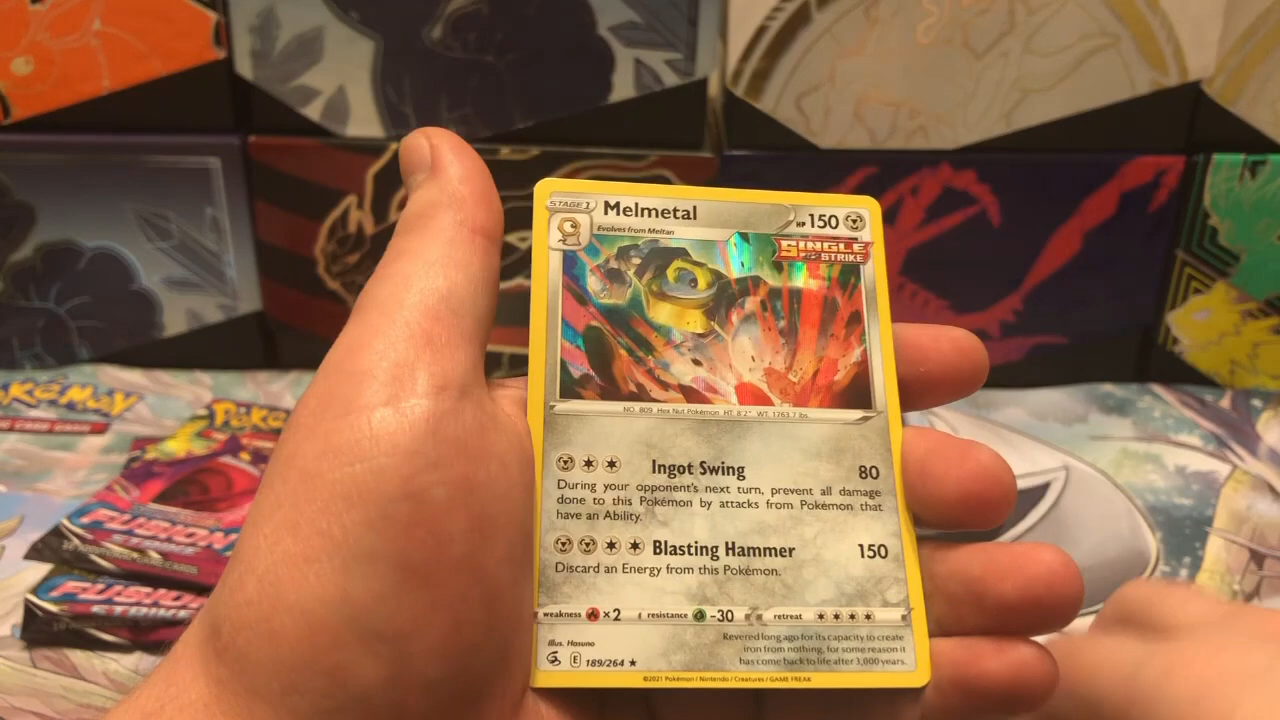 STAGE 1
Melmetal
HP 150
Evolves from Meltan
SINGLE
STRIKE
NO. 809 Hex Nut Pokémon HT: 8'2" WT: 1763.7 lbs.
Ingot Swing 80
During your opponent's next turn, prevent all damage
done to this Pokémon by attacks from Pokémon that
have an Ability.
Blasting Hammer 150
Discard an Energy from this Pokémon.
weakness ×2 resistance -30 retreat
Illus. Hasuno
E 189/264 ★
Revered long ago for its capacity to create
iron from nothing, for some reason it
has come back to life after 3,000 years.
©2021 Pokémon / Nintendo / Creatures / GAME FREAK
POKéMON
POKé
FUSION
FUSION
STRIKE